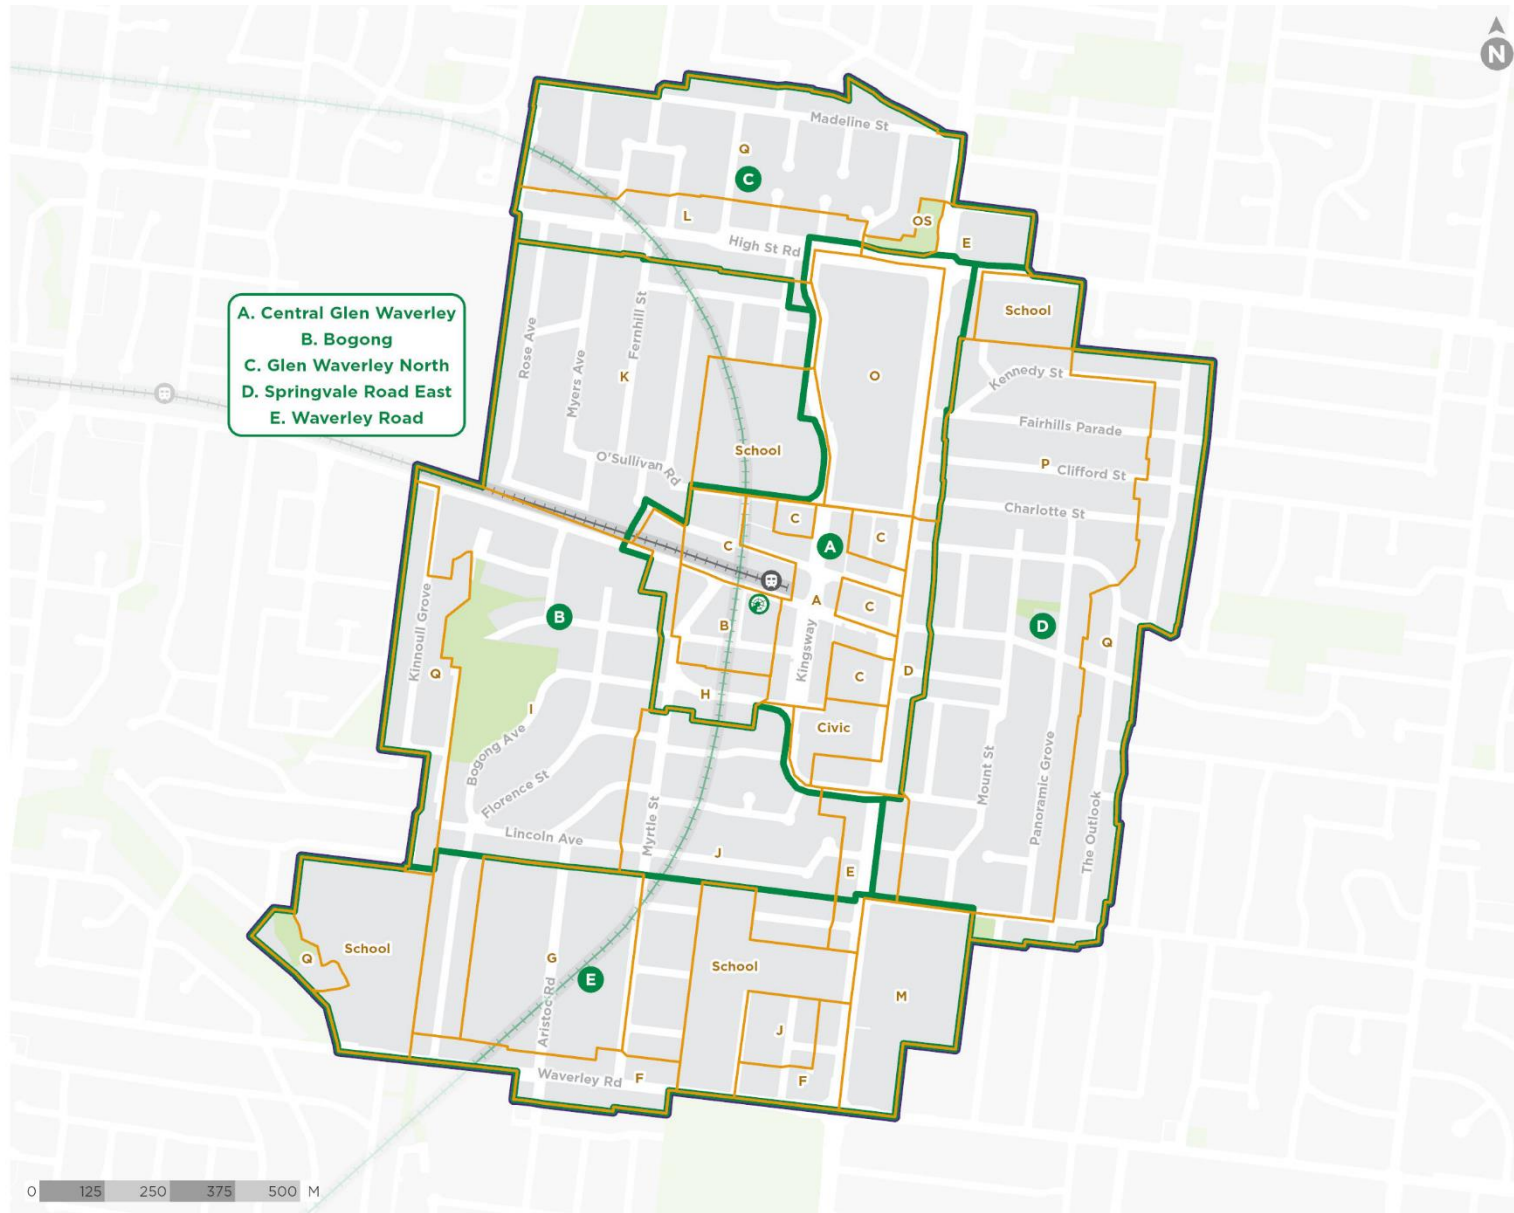 N
Madeline St
Q
C
L
OS
E
High St Rd
School
A. Central Glen Waverley
B. Bogong
C. Glen Waverley North
D. Springvale Road East
E. Waverley Road
Rose Ave
Myers Ave
Fernhill St
K
O
Kennedy St
Fairhills Parade
School
P
Clifford St
O'Sullivan Rd
Charlotte St
C
C
C
A
A
C
B
B
D
Kinnoull Grove
Kingsway
Q
Q
C
D
H
I
Civic
Bogong Ave
Florence St
Mount St
Panoramic Grove
The Outlook
Myrtle St
Lincoln Ave
J
E
School
Q
G
School
E
M
Aristoc Rd
J
Waverley Rd
F
F
0 125 250 375 500 M